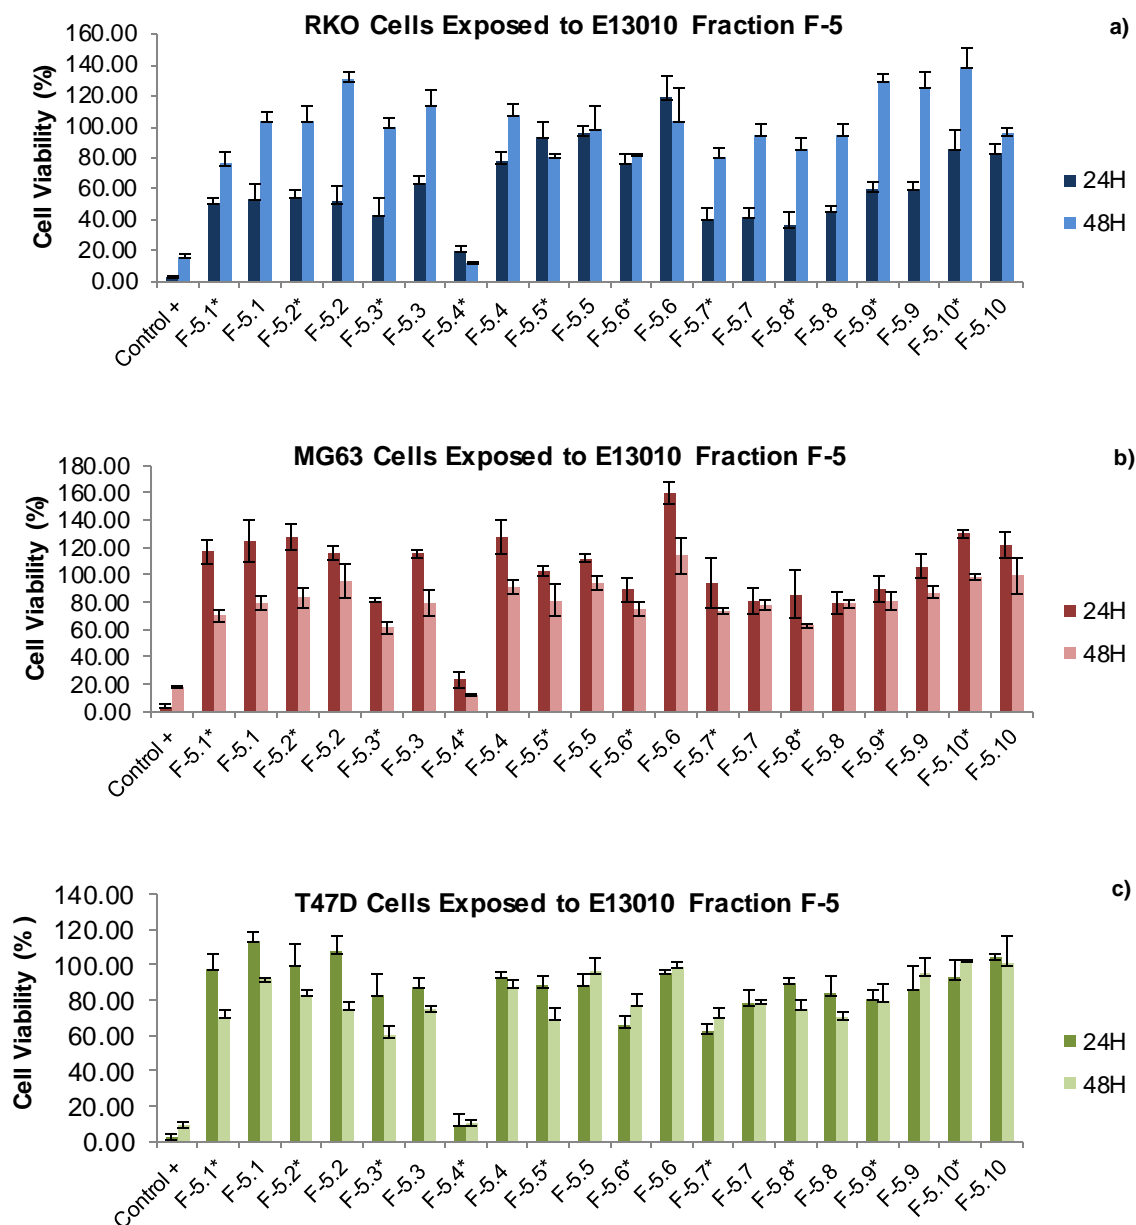 RKO Cells Exposed to E13010 Fraction F-5
a)
Cell Viability (%)
160.00
140.00
120.00
100.00
80.00
60.00
40.00
20.00
0.00
Control +
F-5.1*
F-5.1
F-5.2*
F-5.2
F-5.3*
F-5.3
F-5.4*
F-5.4
F-5.5*
F-5.5
F-5.6*
F-5.6
F-5.7*
F-5.7
F-5.8*
F-5.8
F-5.9*
F-5.9
F-5.10*
F-5.10
24H
48H
MG63 Cells Exposed to E13010 Fraction F-5
b)
Cell Viability (%)
180.00
160.00
140.00
120.00
100.00
80.00
60.00
40.00
20.00
0.00
Control +
F-5.1*
F-5.1
F-5.2*
F-5.2
F-5.3*
F-5.3
F-5.4*
F-5.4
F-5.5*
F-5.5
F-5.6*
F-5.6
F-5.7*
F-5.7
F-5.8*
F-5.8
F-5.9*
F-5.9
F-5.10*
F-5.10
24H
48H
T47D Cells Exposed to E13010 Fraction F-5
c)
Cell Viability (% )
140.00
120.00
100.00
80.00
60.00
40.00
20.00
0.00
Control +
F-5.1*
F-5.1
F-5.2*
F-5.2
F-5.3*
F-5.3
F-5.4*
F-5.4
F-5.5*
F-5.5
F-5.6*
F-5.6
F-5.7*
F-5.7
F-5.8*
F-5.8
F-5.9*
F-5.9
F-5.10*
F-5.10
24H
48H